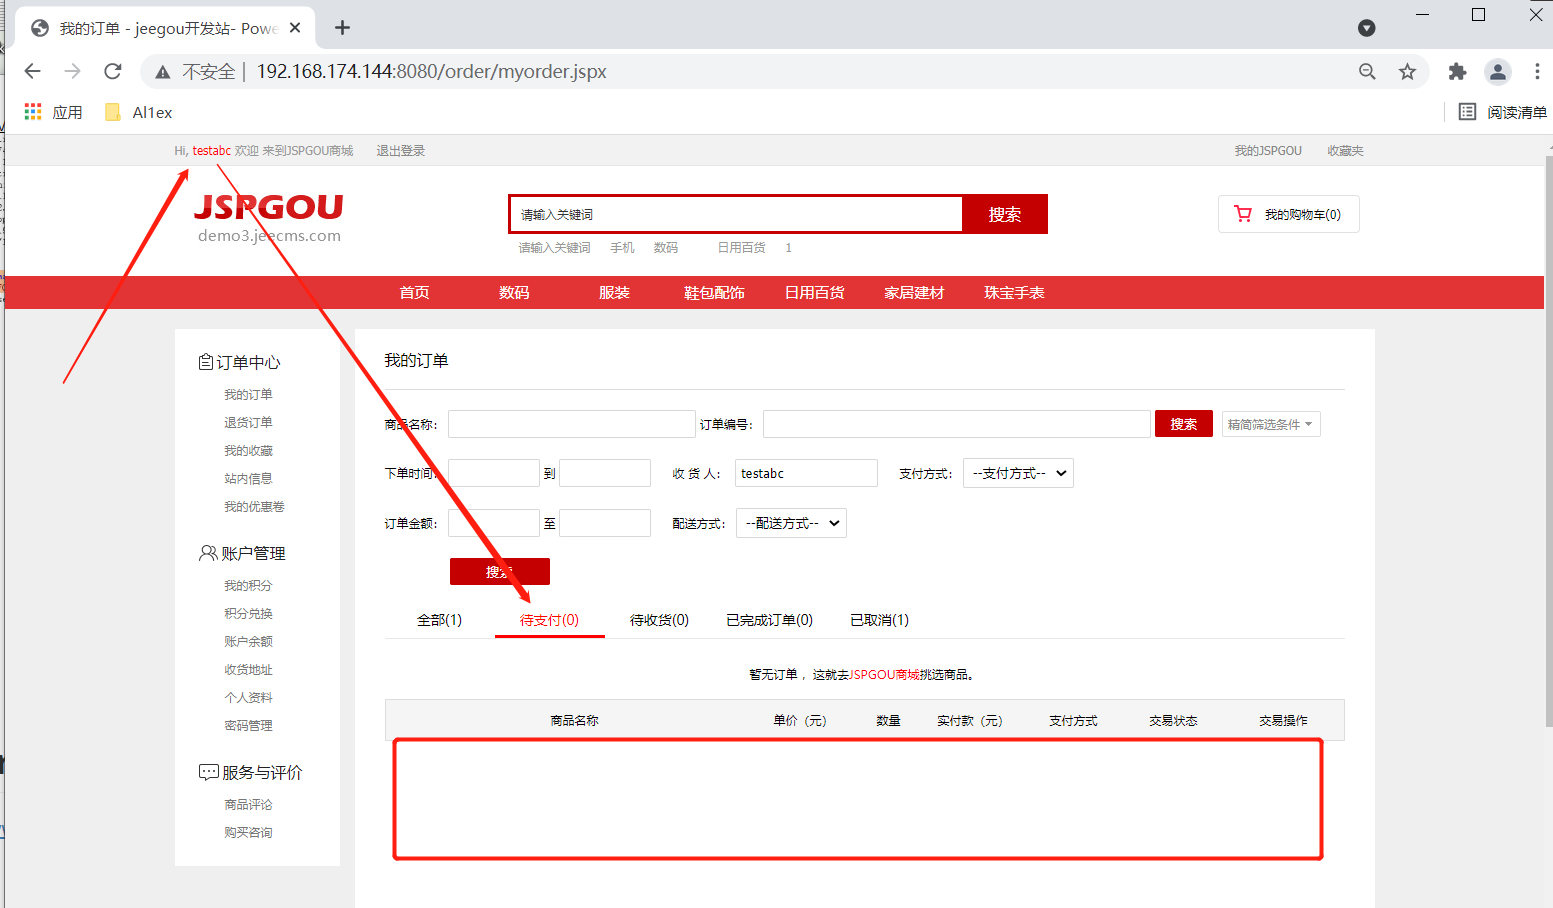 我的订单 - jeegou开发站- Powe
不安全 | 192.168.174.144:8080/order/myorder.jspx
应用 Al1ex 阅读清单
Hi, testabc 欢迎 来到JSPGOU商城 退出登录 我的JSPGOU 收藏夹
JSPGOU
demo3.jeecms.com
请输入关键词 搜索 我的购物车(0)
请输入关键词 手机 数码 日用百货 1
首页 数码 服装 鞋包配饰 日用百货 家居建材 珠宝手表
订单中心
我的订单
退货订单
我的收藏
站内信息
我的优惠卷
账户管理
我的积分
积分兑换
账户余额
收货地址
个人资料
密码管理
服务与评价
商品评论
购买咨询
我的订单
商品名称： 订单编号： 搜索 精简筛选条件
下单时间： 到 收 货 人： testabc 支付方式： --支付方式--
订单金额： 至 配送方式： --配送方式--
搜索
全部(1) 待支付(0) 待收货(0) 已完成订单(0) 已取消(1)
暂无订单，这就去JSPGOU商城挑选商品。
商品名称 单价（元） 数量 实付款（元） 支付方式 交易状态 交易操作